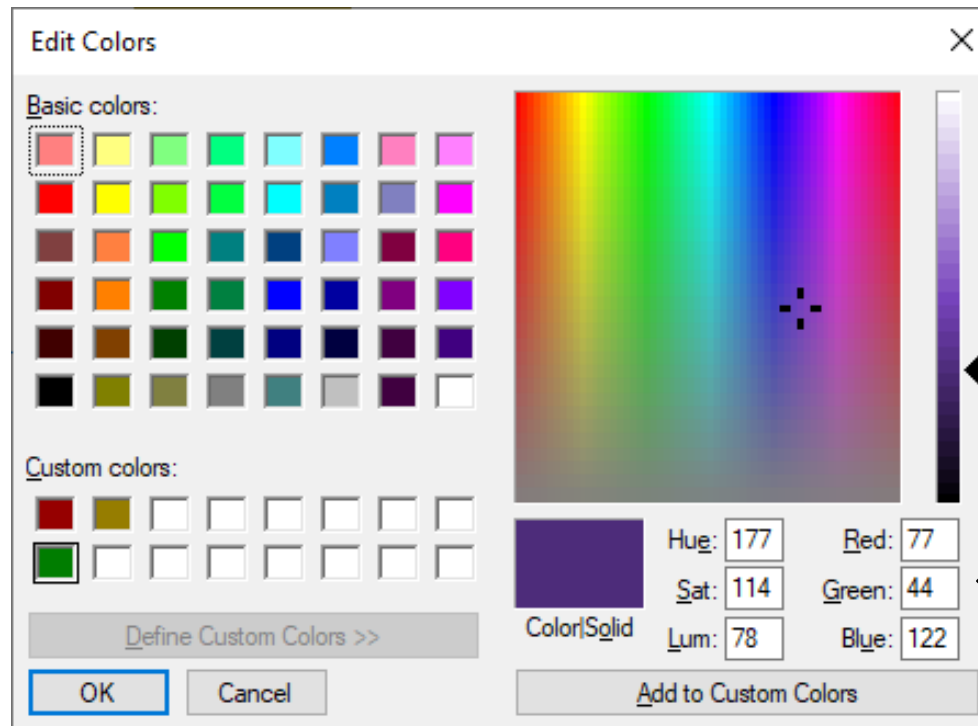 Edit Colors
Basic colors:
Custom colors:
Define Custom Colors >>
OK Cancel
Color|Solid
Hue: 177 Red: 77
Sat: 114 Green: 44
Lum: 78 Blue: 122
Add to Custom Colors